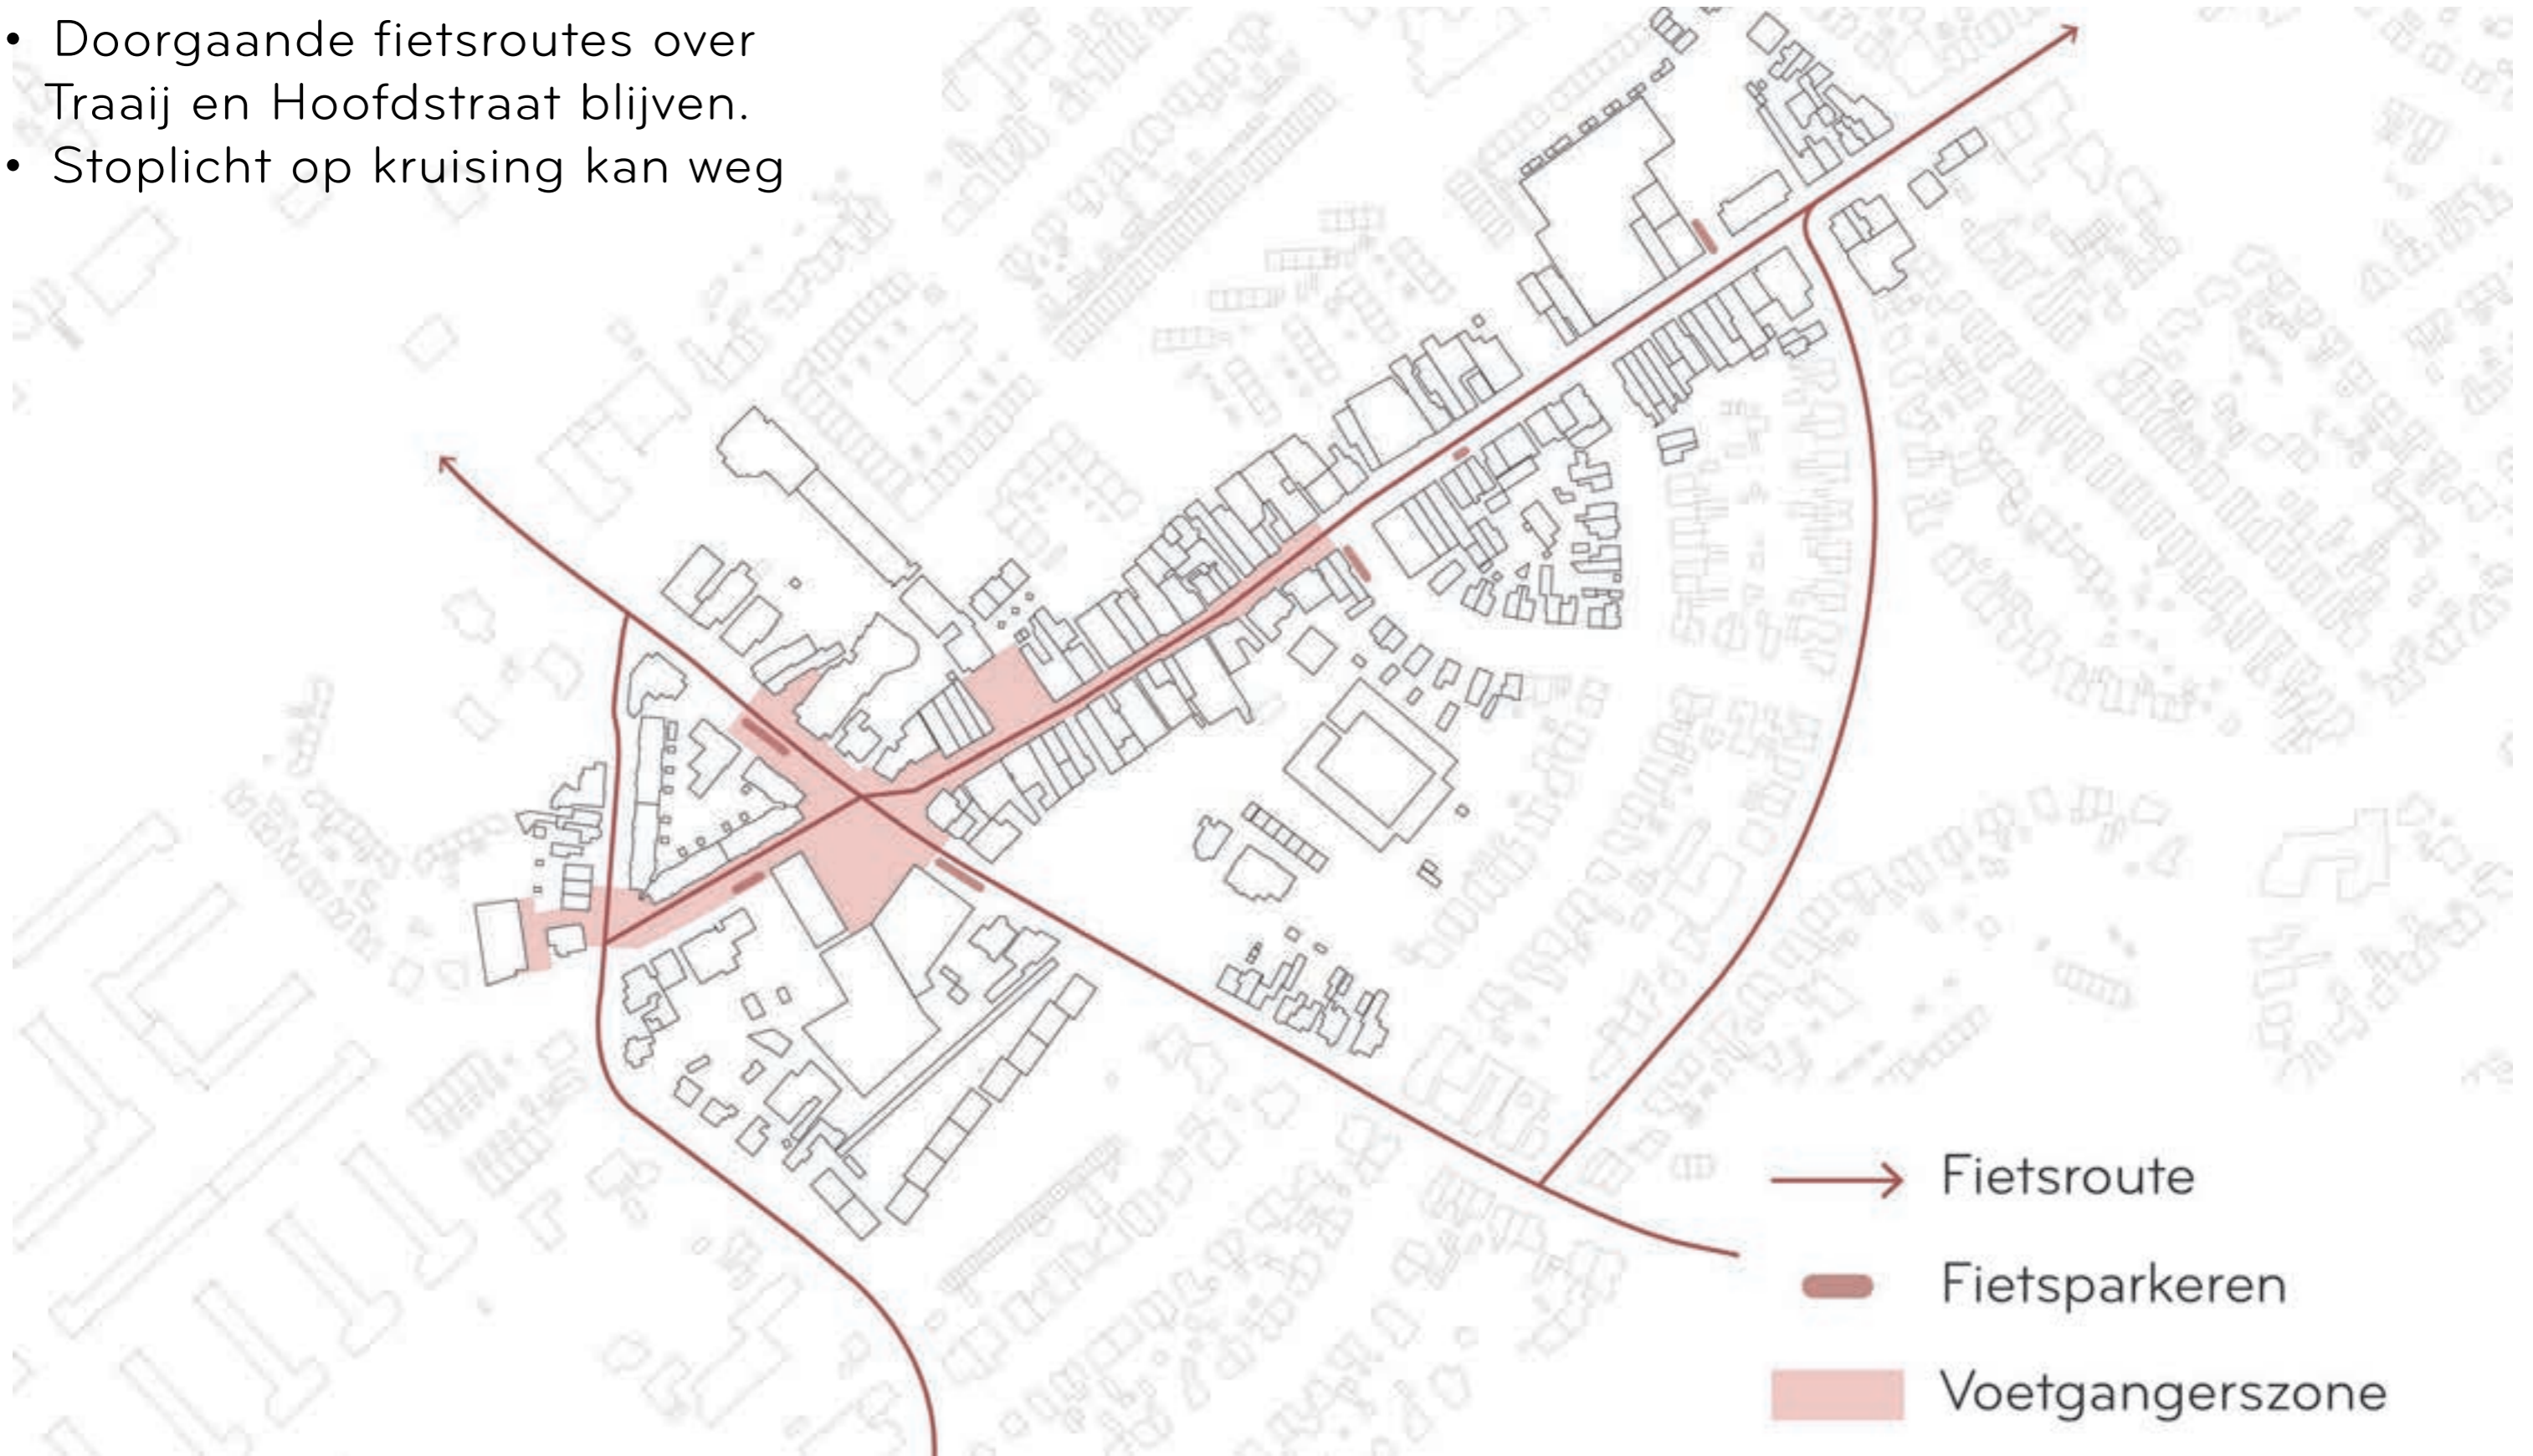 • Doorgaande fietsroutes over
Traaij en Hoofdstraat blijven.
• Stoplicht op kruising kan weg
Fietsroute
Fietsparkeren
Voetgangerszone